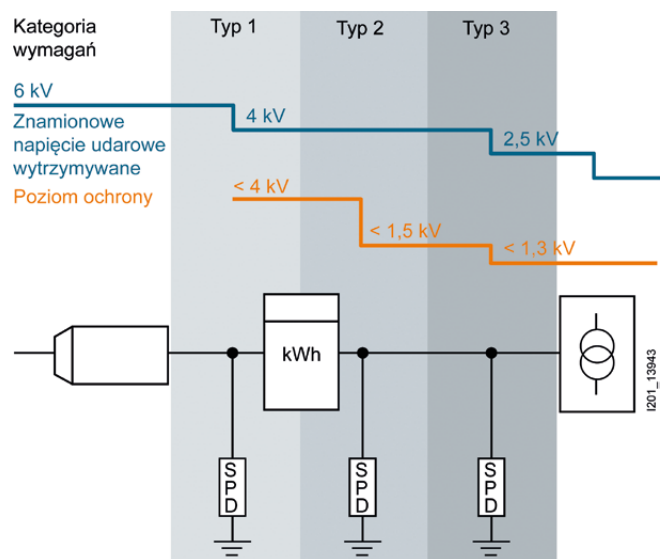 Kategoria
wymagań
Typ 1
Typ 2
Typ 3
6 kV
4 kV
2,5 kV
Znamionowe
napięcie udarowe
wytrzymywane
Poziom ochrony
< 4 kV
< 1,5 kV
< 1,3 kV
kWh
I201_13943
SPD
SPD
SPD